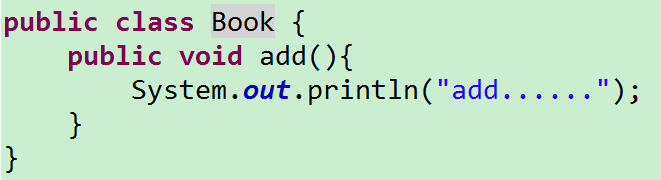 public class Book {
    public void add(){
        System.out.println("add......");
    }
}